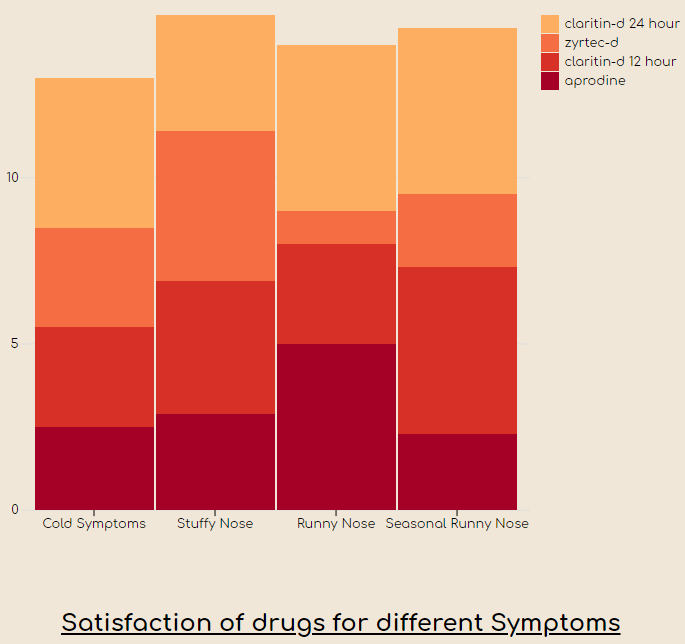 claritin-d 24 hour
zyrtec-d
claritin-d 12 hour
aprodine
10
5
0
Cold Symptoms Stuffy Nose Runny Nose Seasonal Runny Nose
Satisfaction of drugs for different Symptoms